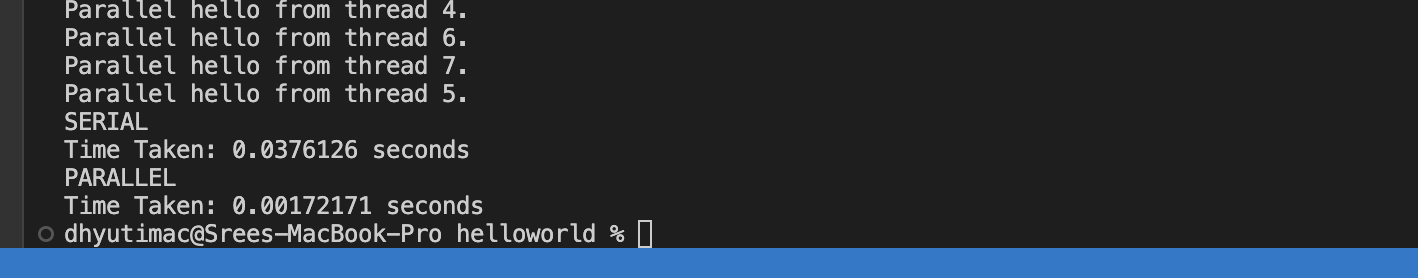 Parallel hello from thread 4.
Parallel hello from thread 6.
Parallel hello from thread 7.
Parallel hello from thread 5.
SERIAL
Time Taken: 0.0376126 seconds
PARALLEL
Time Taken: 0.00172171 seconds
dhyutimac@Srees-MacBook-Pro helloworld %